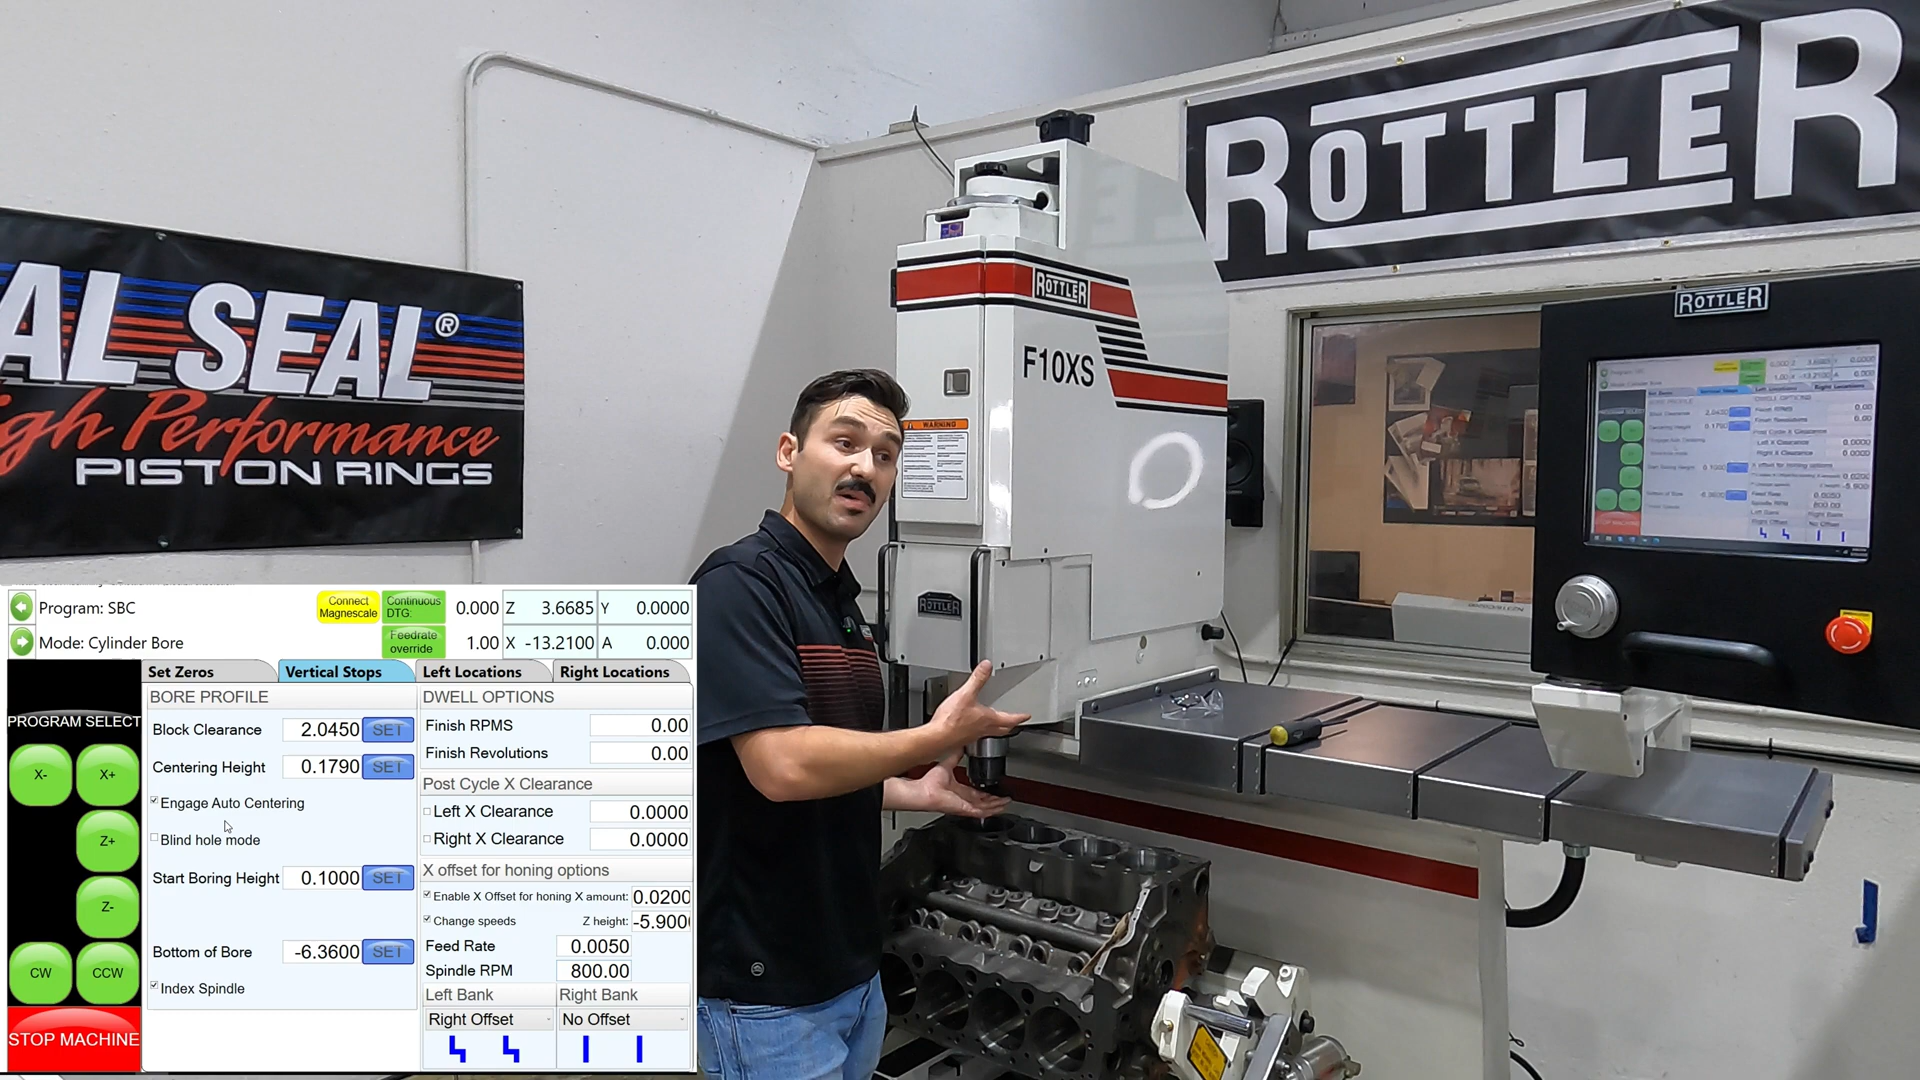 ROTTLER
AL SEAL®
gh Performance
PISTON RINGS
ROTTLER
F10XS
WARNING
ROTTLER
ROTTLER
Program: SBC
Mode: Cylinder Bore
Connect Magnescale
Continuous DTG:
0.000
Z 3.6685
Y 0.0000
Feedrate override
1.00
X -13.2100
A 0.000
Set Zeros
Vertical Stops
Left Locations
Right Locations
PROGRAM SELECT
X-
X+
Z+
Z-
CW
CCW
STOP MACHINE
BORE PROFILE
Block Clearance 2.0450 SET
Centering Height 0.1790 SET
Engage Auto Centering
Blind hole mode
Start Boring Height 0.1000 SET
Bottom of Bore -6.3600 SET
Index Spindle
DWELL OPTIONS
Finish RPMS 0.00
Finish Revolutions 0.00
Post Cycle X Clearance
Left X Clearance 0.0000
Right X Clearance 0.0000
X offset for honing options
Enable X Offset for honing X amount: 0.0200
Change speeds Z height: -5.900
Feed Rate 0.0050
Spindle RPM 800.00
Left Bank
Right Bank
Right Offset
No Offset